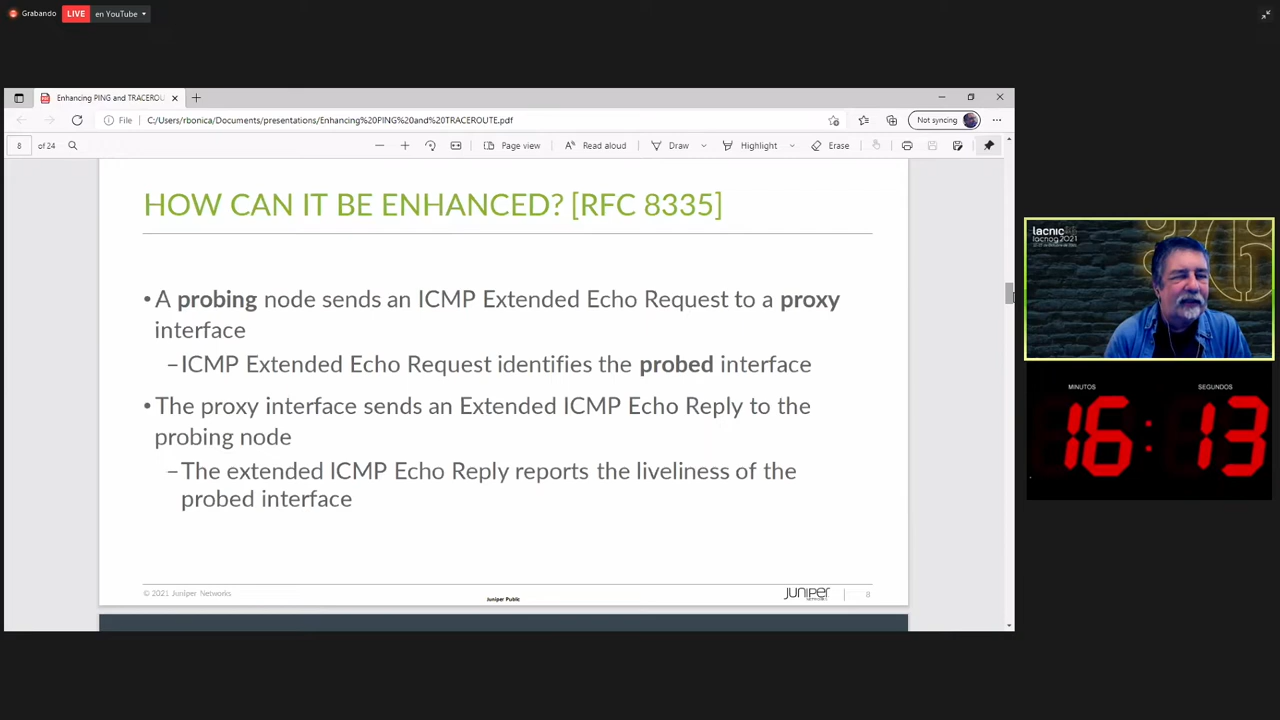 Grabando
LIVE en YouTube
Enhancing PING and TRACEROU
File C:/Users/rbonica/Documents/presentations/Enhancing%20PING%20and%20TRACEROUTE.pdf
Not syncing
8 of 24
Page view
Read aloud
Draw
Highlight
Erase
HOW CAN IT BE ENHANCED? [RFC 8335]
• A probing node sends an ICMP Extended Echo Request to a proxy
interface
–ICMP Extended Echo Request identifies the probed interface
• The proxy interface sends an Extended ICMP Echo Reply to the
probing node
–The extended ICMP Echo Reply reports the liveliness of the
probed interface
© 2021 Juniper Networks
Juniper Public
JUNIPER
8
lacnic
lacnog2021
MINUTOS
SEGUNDOS
16:13